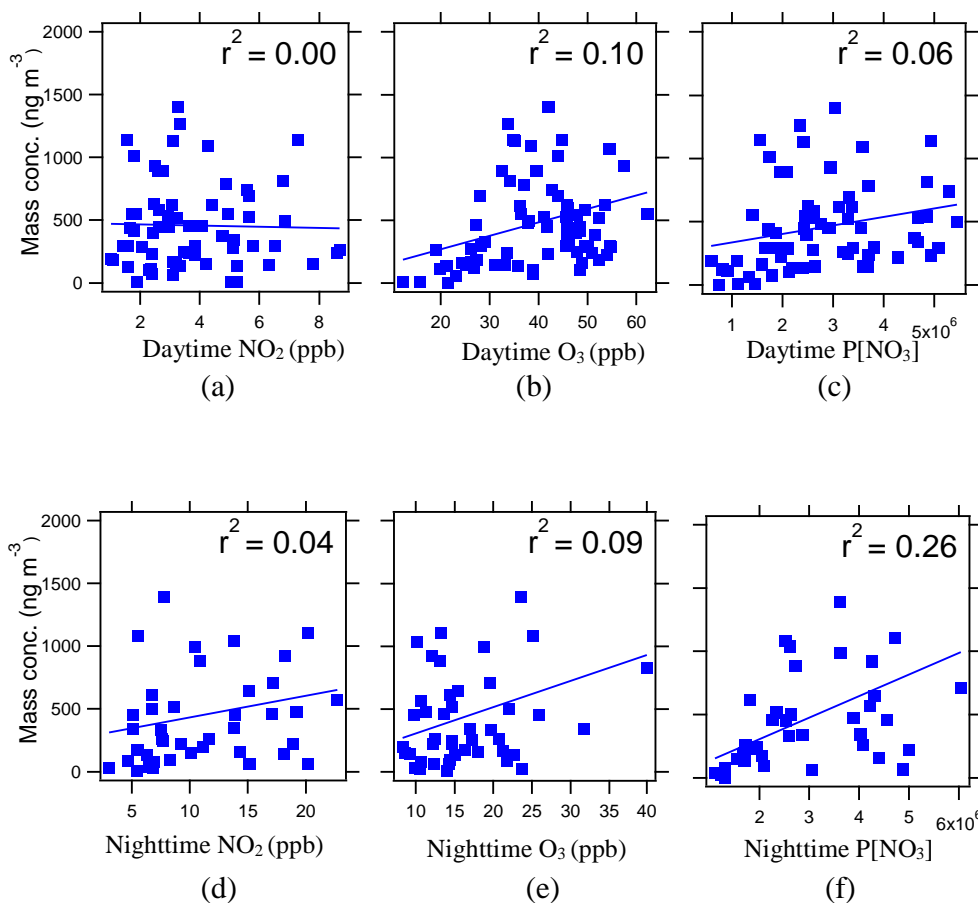 r² = 0.00
r² = 0.10
r² = 0.06
Mass conc. (ng m⁻³)
2000
1500
1000
500
0
2 4 6 8
20 30 40 50 60
1 2 3 4 5x10⁶
Daytime NO₂ (ppb)
Daytime O₃ (ppb)
Daytime P[NO₃]
(a)
(b)
(c)
r² = 0.04
r² = 0.09
r² = 0.26
Mass conc. (ng m⁻³)
2000
1500
1000
500
0
5 10 15 20
10 15 20 25 30 35 40
2 3 4 5 6x10⁶
Nighttime NO₂ (ppb)
Nighttime O₃ (ppb)
Nighttime P[NO₃]
(d)
(e)
(f)